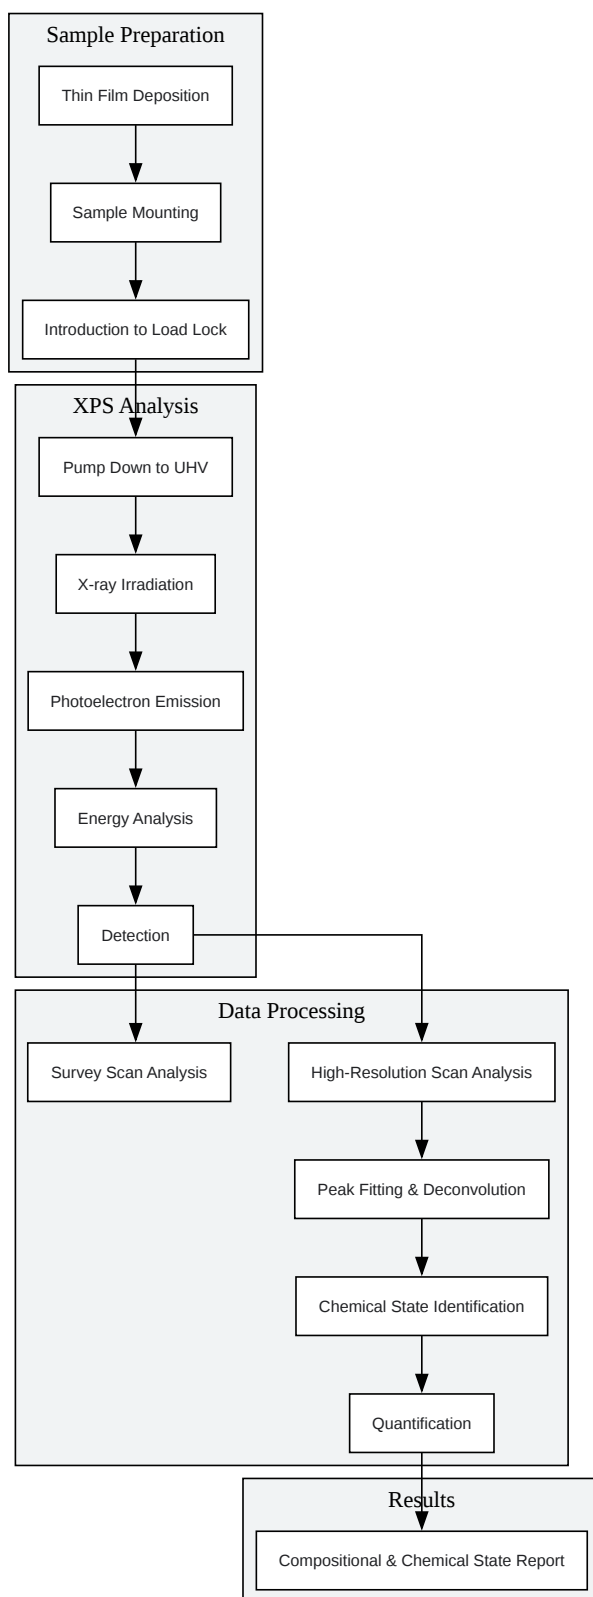 Sample Preparation
Thin Film Deposition
Sample Mounting
Introduction to Load Lock
XPS Analysis
Pump Down to UHV
X-ray Irradiation
Photoelectron Emission
Energy Analysis
Detection
Data Processing
Survey Scan Analysis
High-Resolution Scan Analysis
Peak Fitting & Deconvolution
Chemical State Identification
Quantification
Results
Compositional & Chemical State Report